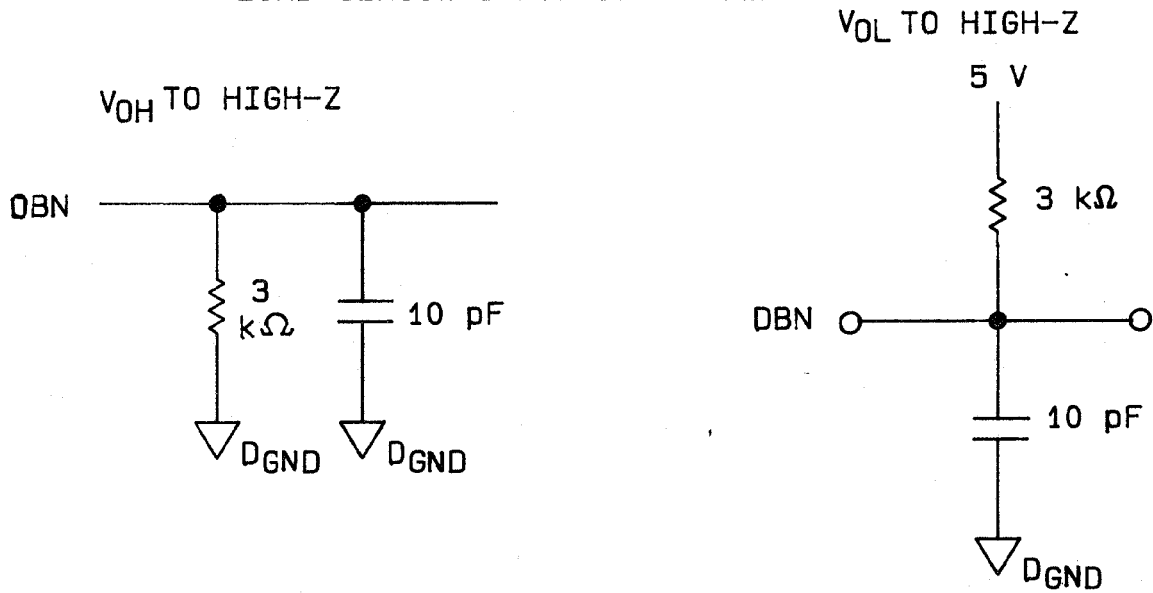 V_OH TO HIGH-Z
DBN
3
kΩ
10 pF
D_GND
D_GND
V_OL TO HIGH-Z
5 V
3 kΩ
DBN
10 pF
D_GND